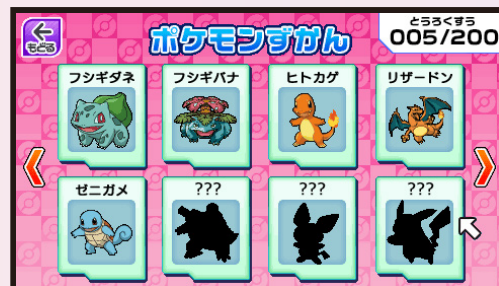 もどる
ポケモンずかん
とうろくすう
005/200
フシギダネ
フシギバナ
ヒトカゲ
リザードン
ゼニガメ
???
???
???